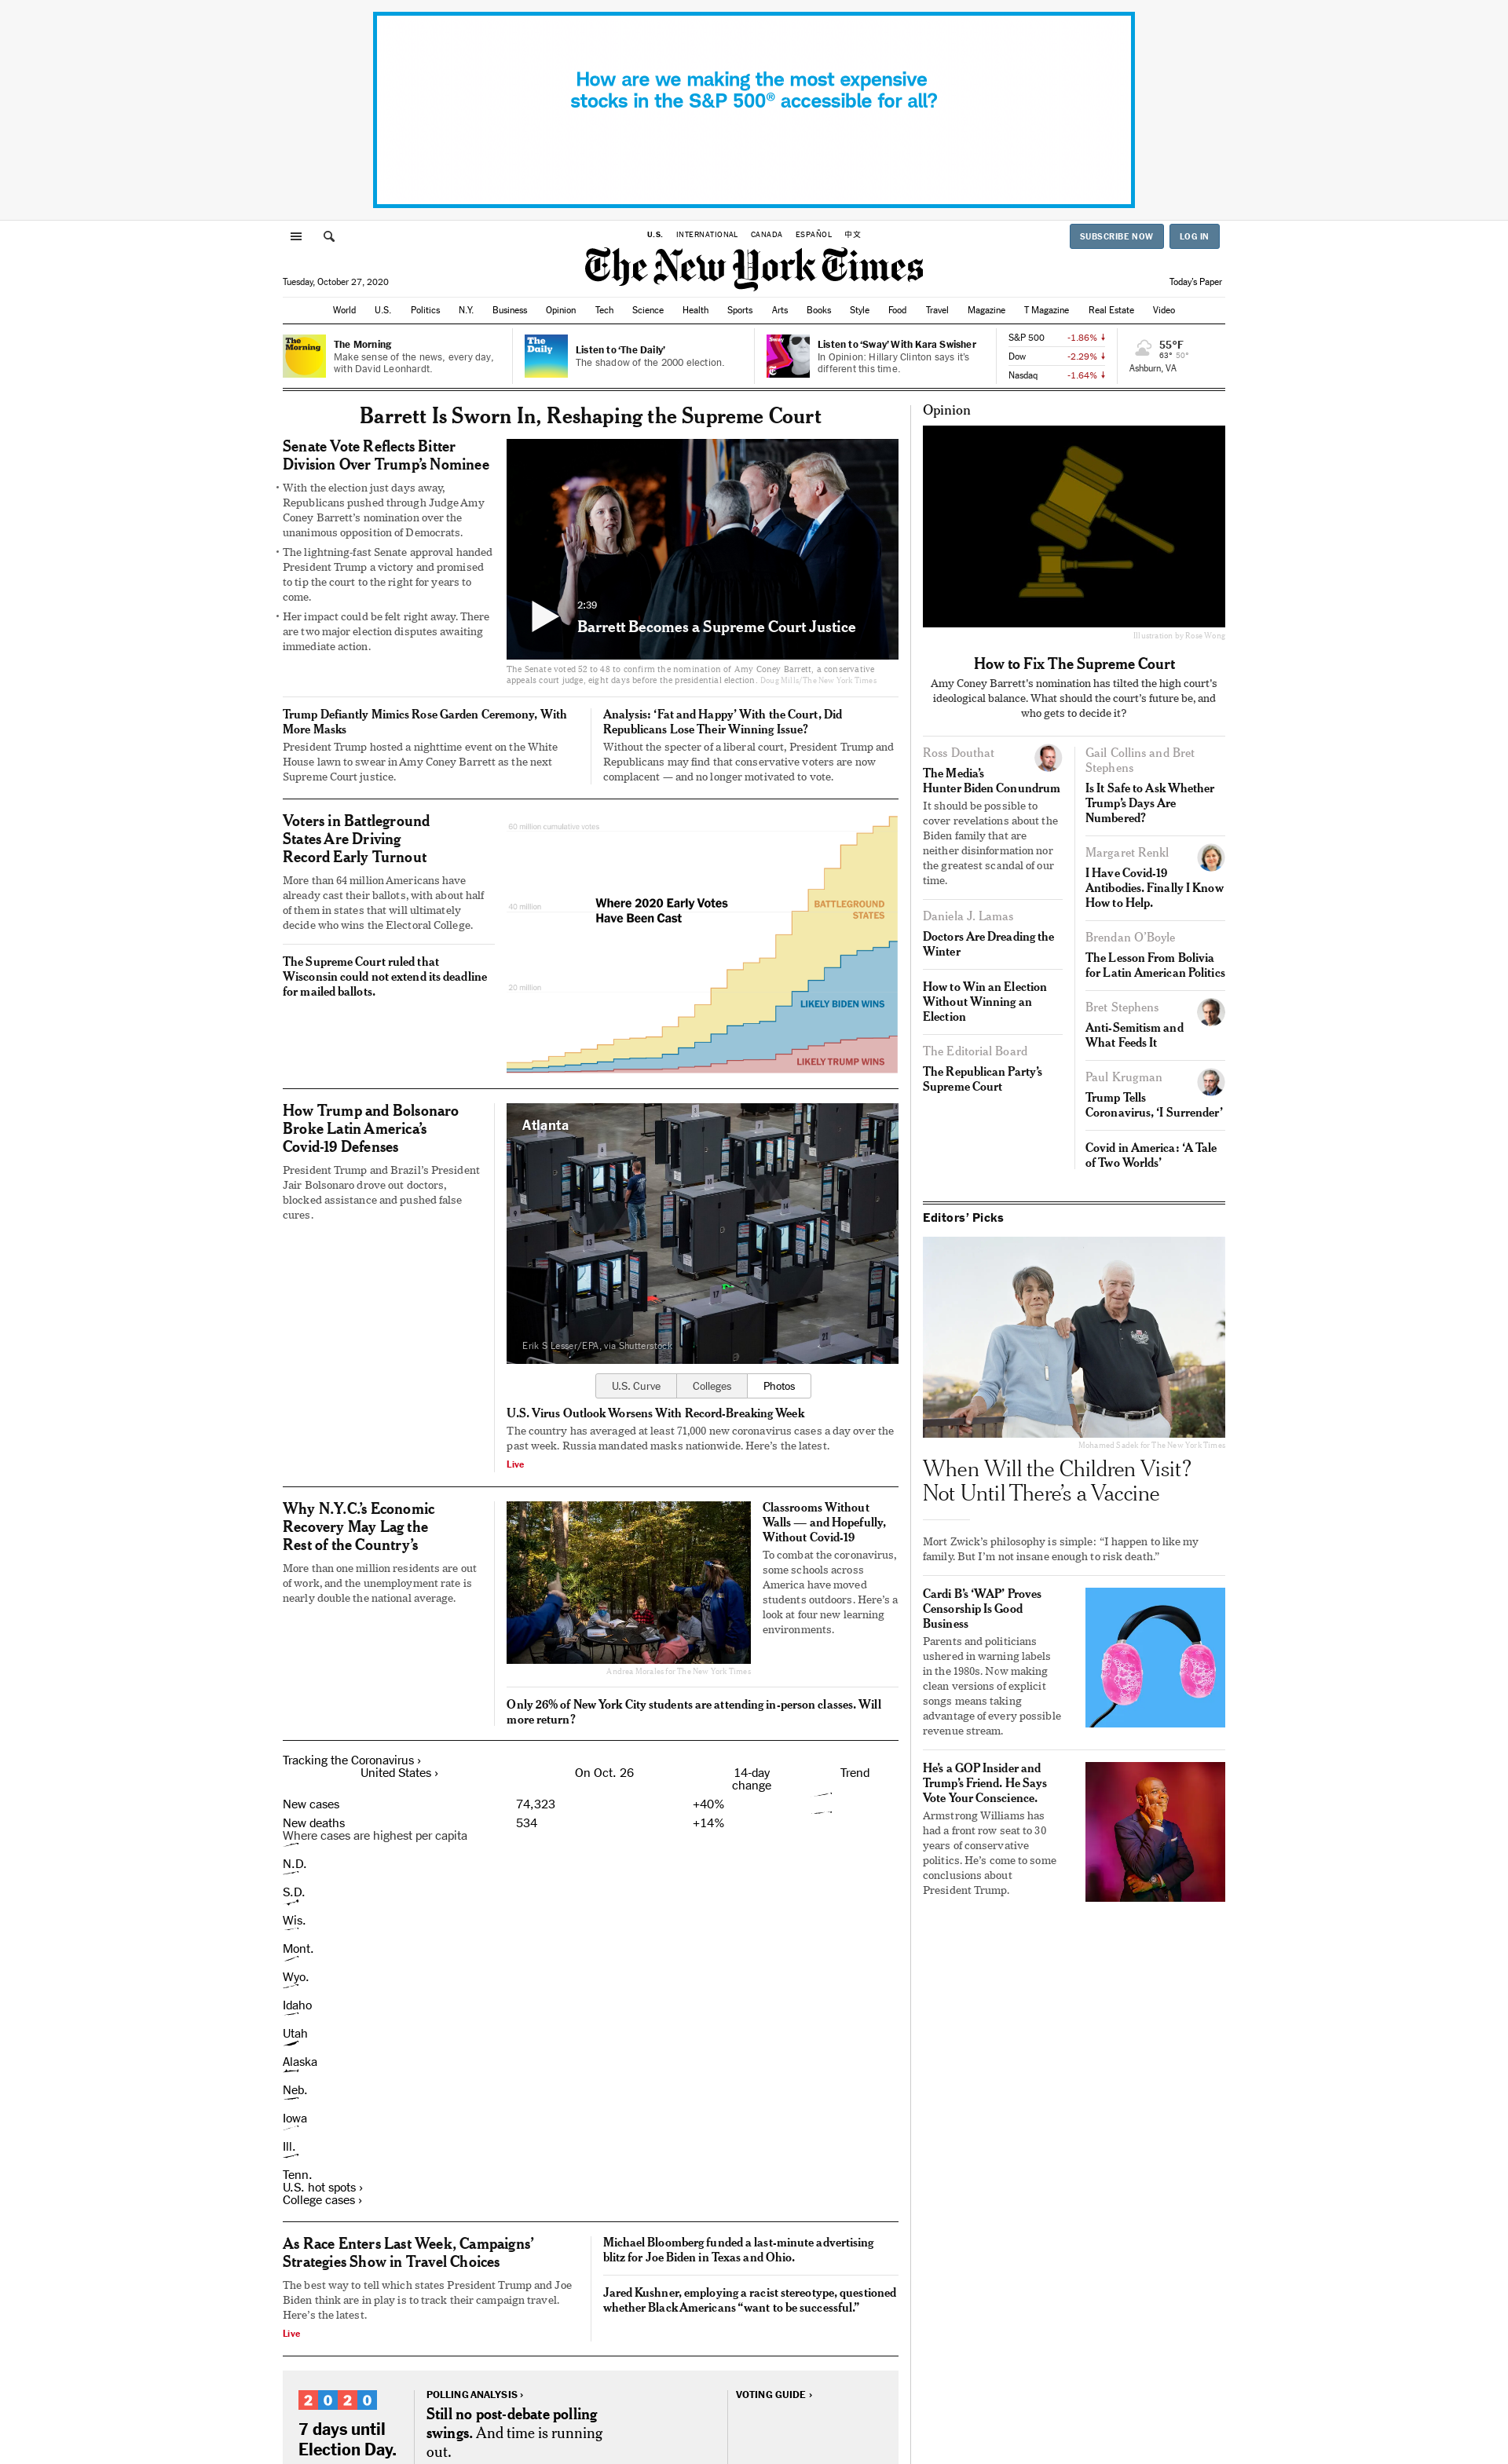 How are we making the most expensive
stocks in the S&P 500® accessible for all?
U.S. INTERNATIONAL CANADA ESPAÑOL 中文
SUBSCRIBE NOW LOG IN
The New York Times
Tuesday, October 27, 2020
Today's Paper
World U.S. Politics N.Y. Business Opinion Tech Science Health Sports Arts Books Style Food Travel Magazine T Magazine Real Estate Video
The Morning
The Morning
Make sense of the news, every day,
with David Leonhardt.
The Daily
Listen to ‘The Daily’
The shadow of the 2000 election.
Sway
Listen to ‘Sway’ With Kara Swisher
In Opinion: Hillary Clinton says it's
different this time.
S&P 500 -1.86% ↓
Dow -2.29% ↓
Nasdaq -1.64% ↓
55°F
63° 50°
Ashburn, VA
Barrett Is Sworn In, Reshaping the Supreme Court
Senate Vote Reflects Bitter
Division Over Trump’s Nominee
• With the election just days away,
Republicans pushed through Judge Amy
Coney Barrett’s nomination over the
unanimous opposition of Democrats.
• The lightning-fast Senate approval handed
President Trump a victory and promised
to tip the court to the right for years to
come.
• Her impact could be felt right away. There
are two major election disputes awaiting
immediate action.
2:39
Barrett Becomes a Supreme Court Justice
The Senate voted 52 to 48 to confirm the nomination of Amy Coney Barrett, a conservative
appeals court judge, eight days before the presidential election. Doug Mills/The New York Times
Trump Defiantly Mimics Rose Garden Ceremony, With
More Masks
President Trump hosted a nighttime event on the White
House lawn to swear in Amy Coney Barrett as the next
Supreme Court justice.
Analysis: ‘Fat and Happy’ With the Court, Did
Republicans Lose Their Winning Issue?
Without the specter of a liberal court, President Trump and
Republicans may find that conservative voters are now
complacent — and no longer motivated to vote.
Voters in Battleground
States Are Driving
Record Early Turnout
More than 64 million Americans have
already cast their ballots, with about half
of them in states that will ultimately
decide who wins the Electoral College.
The Supreme Court ruled that
Wisconsin could not extend its deadline
for mailed ballots.
60 million cumulative votes
40 million
20 million
Where 2020 Early Votes
Have Been Cast
BATTLEGROUND
STATES
LIKELY BIDEN WINS
LIKELY TRUMP WINS
How Trump and Bolsonaro
Broke Latin America’s
Covid-19 Defenses
President Trump and Brazil’s President
Jair Bolsonaro drove out doctors,
blocked assistance and pushed false
cures.
Atlanta
13
17
21
Erik S Lesser/EPA, via Shutterstock
U.S. Curve Colleges Photos
U.S. Virus Outlook Worsens With Record-Breaking Week
The country has averaged at least 71,000 new coronavirus cases a day over the
past week. Russia mandated masks nationwide. Here’s the latest.
Live
Why N.Y.C.’s Economic
Recovery May Lag the
Rest of the Country’s
More than one million residents are out
of work, and the unemployment rate is
nearly double the national average.
Andrea Morales for The New York Times
Classrooms Without
Walls — and Hopefully,
Without Covid-19
To combat the coronavirus,
some schools across
America have moved
students outdoors. Here’s a
look at four new learning
environments.
Only 26% of New York City students are attending in-person classes. Will
more return?
Tracking the Coronavirus ›
United States › On Oct. 26 14-day
change Trend
New cases 74,323 +40%
New deaths 534 +14%
Where cases are highest per capita
N.D.
S.D.
Wis.
Mont.
Wyo.
Idaho
Utah
Alaska
Neb.
Iowa
Ill.
Tenn.
U.S. hot spots ›
College cases ›
As Race Enters Last Week, Campaigns’
Strategies Show in Travel Choices
The best way to tell which states President Trump and Joe
Biden think are in play is to track their campaign travel.
Here’s the latest.
Live
Michael Bloomberg funded a last-minute advertising
blitz for Joe Biden in Texas and Ohio.
Jared Kushner, employing a racist stereotype, questioned
whether Black Americans “want to be successful.”
2020
7 days until
Election Day.
POLLING ANALYSIS ›
Still no post-debate polling
swings. And time is running
out.
VOTING GUIDE ›
Opinion
Illustration by Rose Wong
How to Fix The Supreme Court
Amy Coney Barrett’s nomination has tilted the high court’s
ideological balance. What should the court’s future be, and
who gets to decide it?
Ross Douthat
The Media’s
Hunter Biden Conundrum
It should be possible to
cover revelations about the
Biden family that are
neither disinformation nor
the greatest scandal of our
time.
Daniela J. Lamas
Doctors Are Dreading the
Winter
How to Win an Election
Without Winning an
Election
The Editorial Board
The Republican Party’s
Supreme Court
Gail Collins and Bret
Stephens
Is It Safe to Ask Whether
Trump’s Days Are
Numbered?
Margaret Renkl
I Have Covid-19
Antibodies. Finally I Know
How to Help.
Brendan O’Boyle
The Lesson From Bolivia
for Latin American Politics
Bret Stephens
Anti-Semitism and
What Feeds It
Paul Krugman
Trump Tells
Coronavirus, ‘I Surrender’
Covid in America: ‘A Tale
of Two Worlds’
Editors’ Picks
Mohamed Sadek for The New York Times
When Will the Children Visit?
Not Until There’s a Vaccine
Mort Zwick’s philosophy is simple: “I happen to like my
family. But I’m not insane enough to risk death.”
Cardi B’s ‘WAP’ Proves
Censorship Is Good
Business
Parents and politicians
ushered in warning labels
in the 1980s. Now making
clean versions of explicit
songs means taking
advantage of every possible
revenue stream.
He’s a GOP Insider and
Trump’s Friend. He Says
Vote Your Conscience.
Armstrong Williams has
had a front row seat to 30
years of conservative
politics. He’s come to some
conclusions about
President Trump.